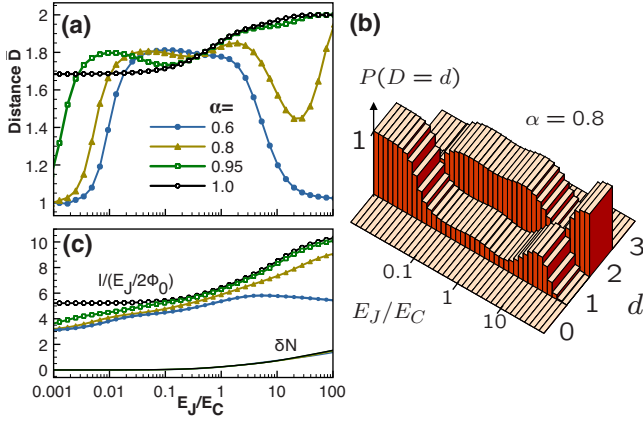 (a)
Distance D̄
2
1.8
1.6
1.4
1.2
1
α=
0.6
0.8
0.95
1.0
(b)
P(D = d)
α = 0.8
1
0.1
1
10
E_J/E_C
0
1
2
3
d
(c)
10
8
6
4
2
0
I/(E_J/2Φ_0)
δN
0.001
0.01
0.1
1
10
100
E_J/E_C